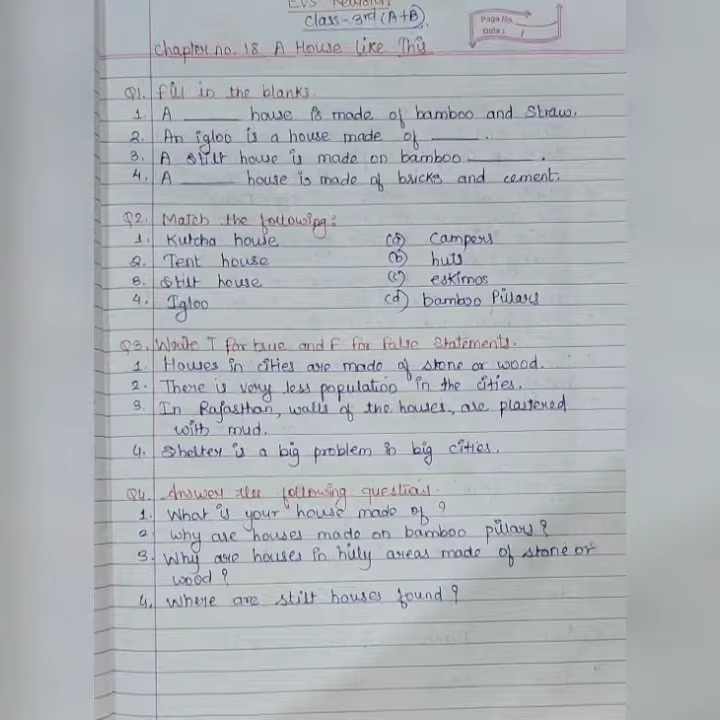 EVS Revision
Class - 3rd (A+B)
Page No.
Date: /
Chapter no. 18 A House Like This
Q1. Fill in the blanks.
1. A ______ house is made of bamboo and straw.
2. An igloo is a house made of ______ .
3. A stilt house is made on bamboo ______ .
4. A ______ house is made of bricks and cement.
Q2. Match the following:
1. Kutcha house (a) Campers
2. Tent house (b) huts
3. Stilt house (c) eskimos
4. Igloo (d) bamboo Pillars
Q3. Write T for true and F for False Statements.
1. Houses in cities are made of stone or wood.
2. There is very less population in the cities.
3. In Rajasthan, walls of the houses, are plastered
with mud.
4. Shelter is a big problem in big cities.
Q4. Answer the following questions.
1. What is your house made of ?
2. Why are houses made on bamboo pillars ?
3. Why are houses in hilly areas made of stone or
wood ?
4. Where are stilt houses found ?